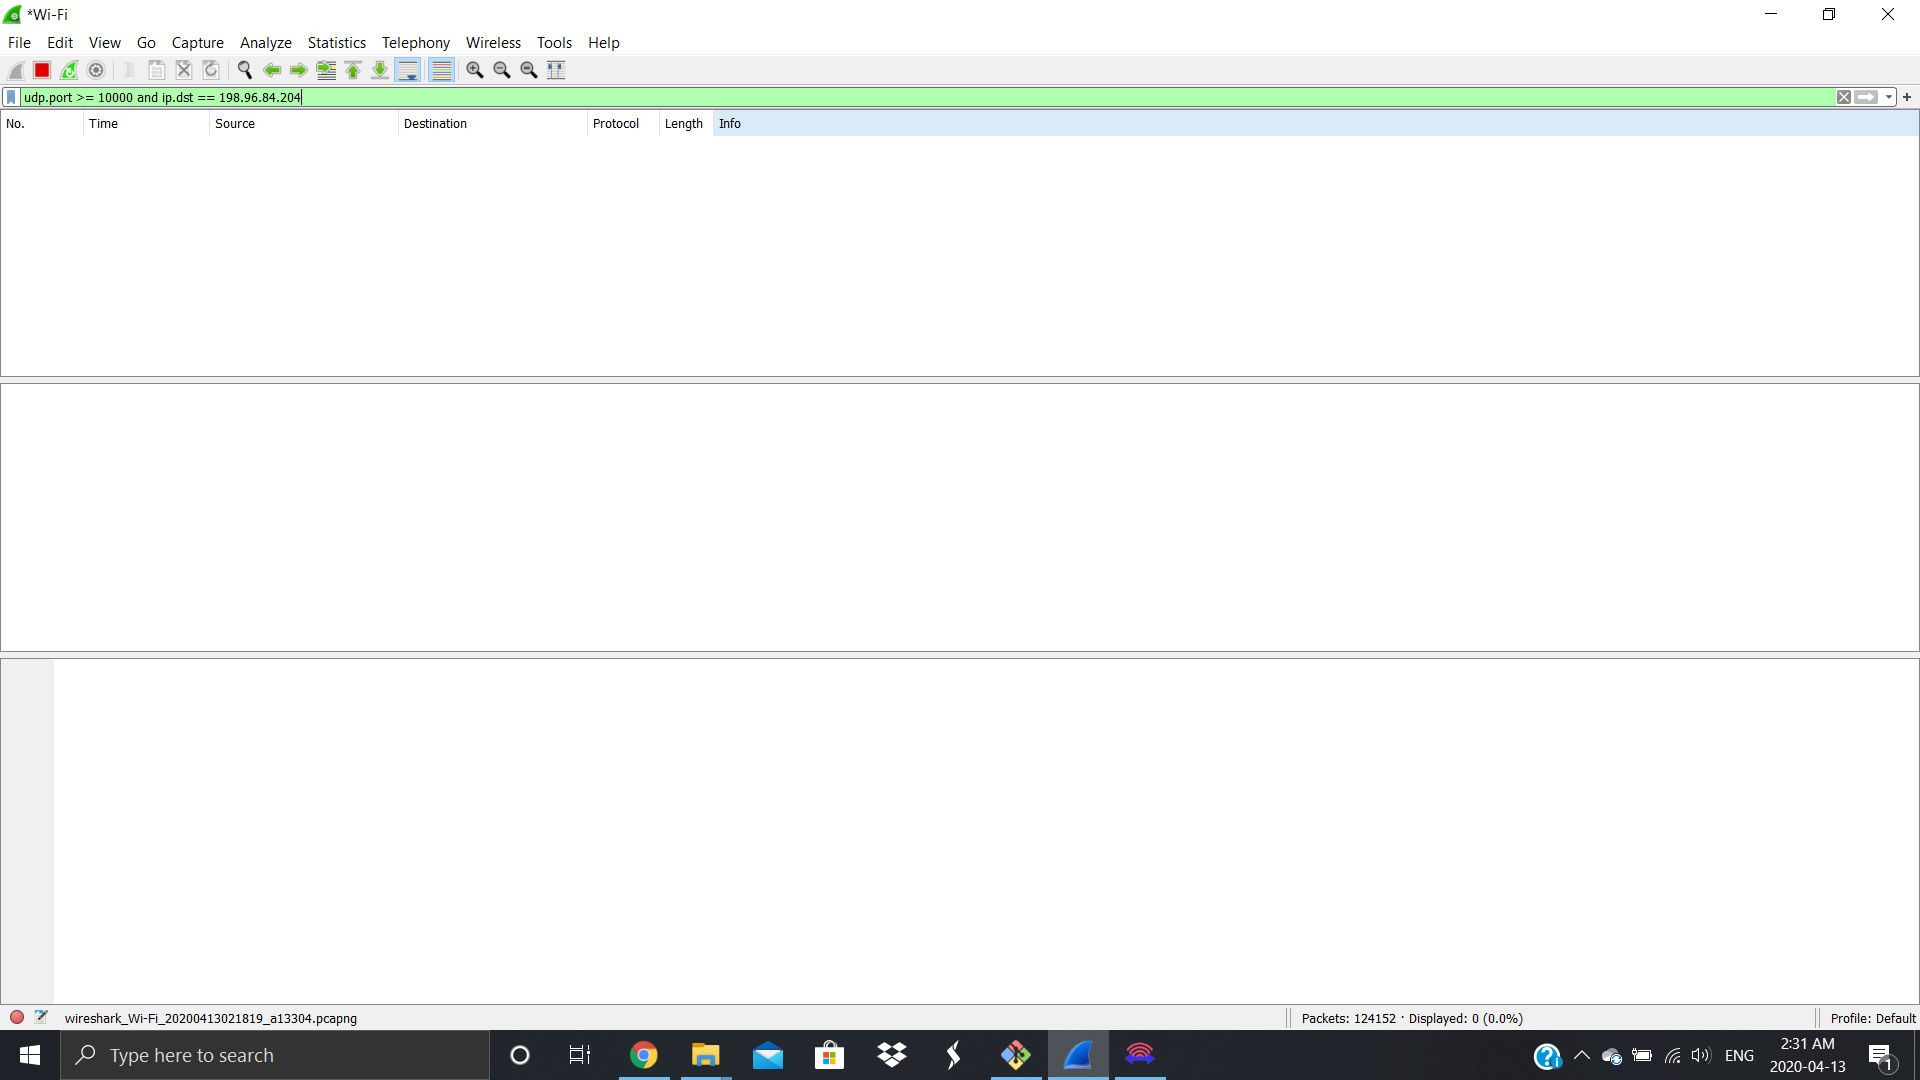 *Wi-Fi
File Edit View Go Capture Analyze Statistics Telephony Wireless Tools Help
udp.port >= 10000 and ip.dst == 198.96.84.204
No. Time Source Destination Protocol Length Info
wireshark_Wi-Fi_20200413021819_a13304.pcapng
Packets: 124152 · Displayed: 0 (0.0%)
Profile: Default
Type here to search
ENG
2:31 AM
2020-04-13
1